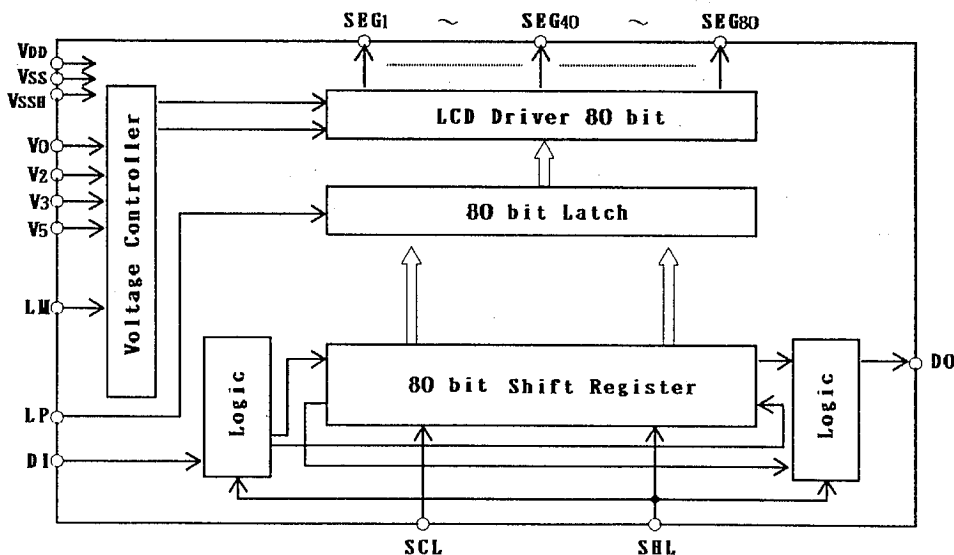 SEG1 ~ SEG40 ~ SEG80
VDD
VSS
VSSH
V0
V2
V3
V5
LM
LP
DI
Voltage Controller
LCD Driver 80 bit
80 bit Latch
80 bit Shift Register
Logic
Logic
DO
SCL
SHL